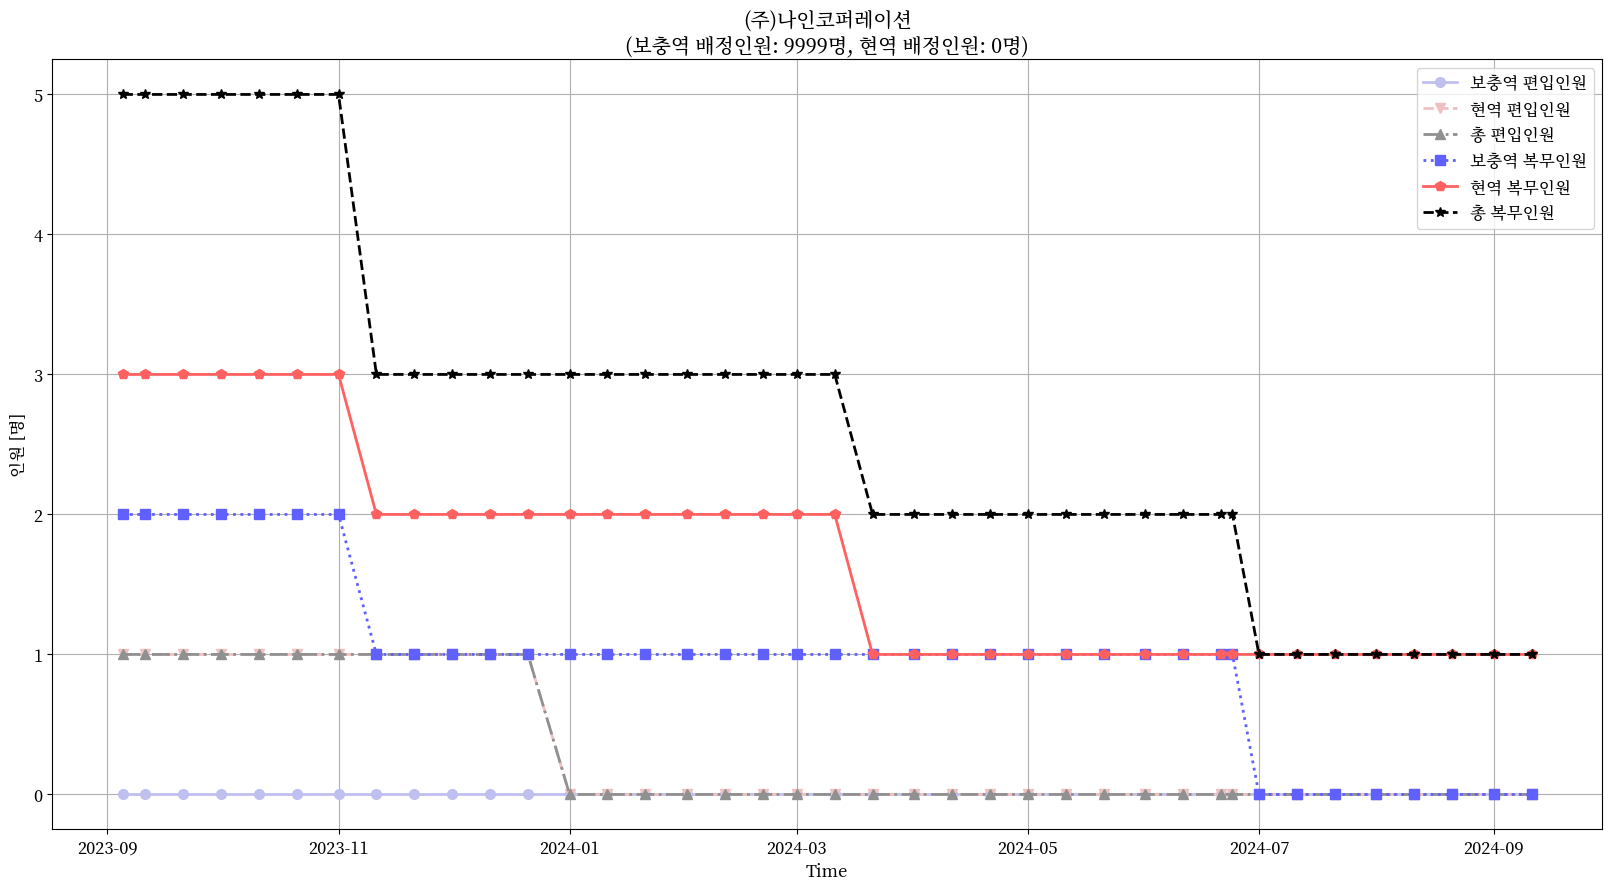 (주)나인코퍼레이션
(보충역 배정인원: 9999명, 현역 배정인원: 0명)
보충역 편입인원
현역 편입인원
총 편입인원
보충역 복무인원
현역 복무인원
총 복무인원
인원 [명]
5
4
3
2
1
0
2023-09
2023-11
2024-01
2024-03
2024-05
2024-07
2024-09
Time